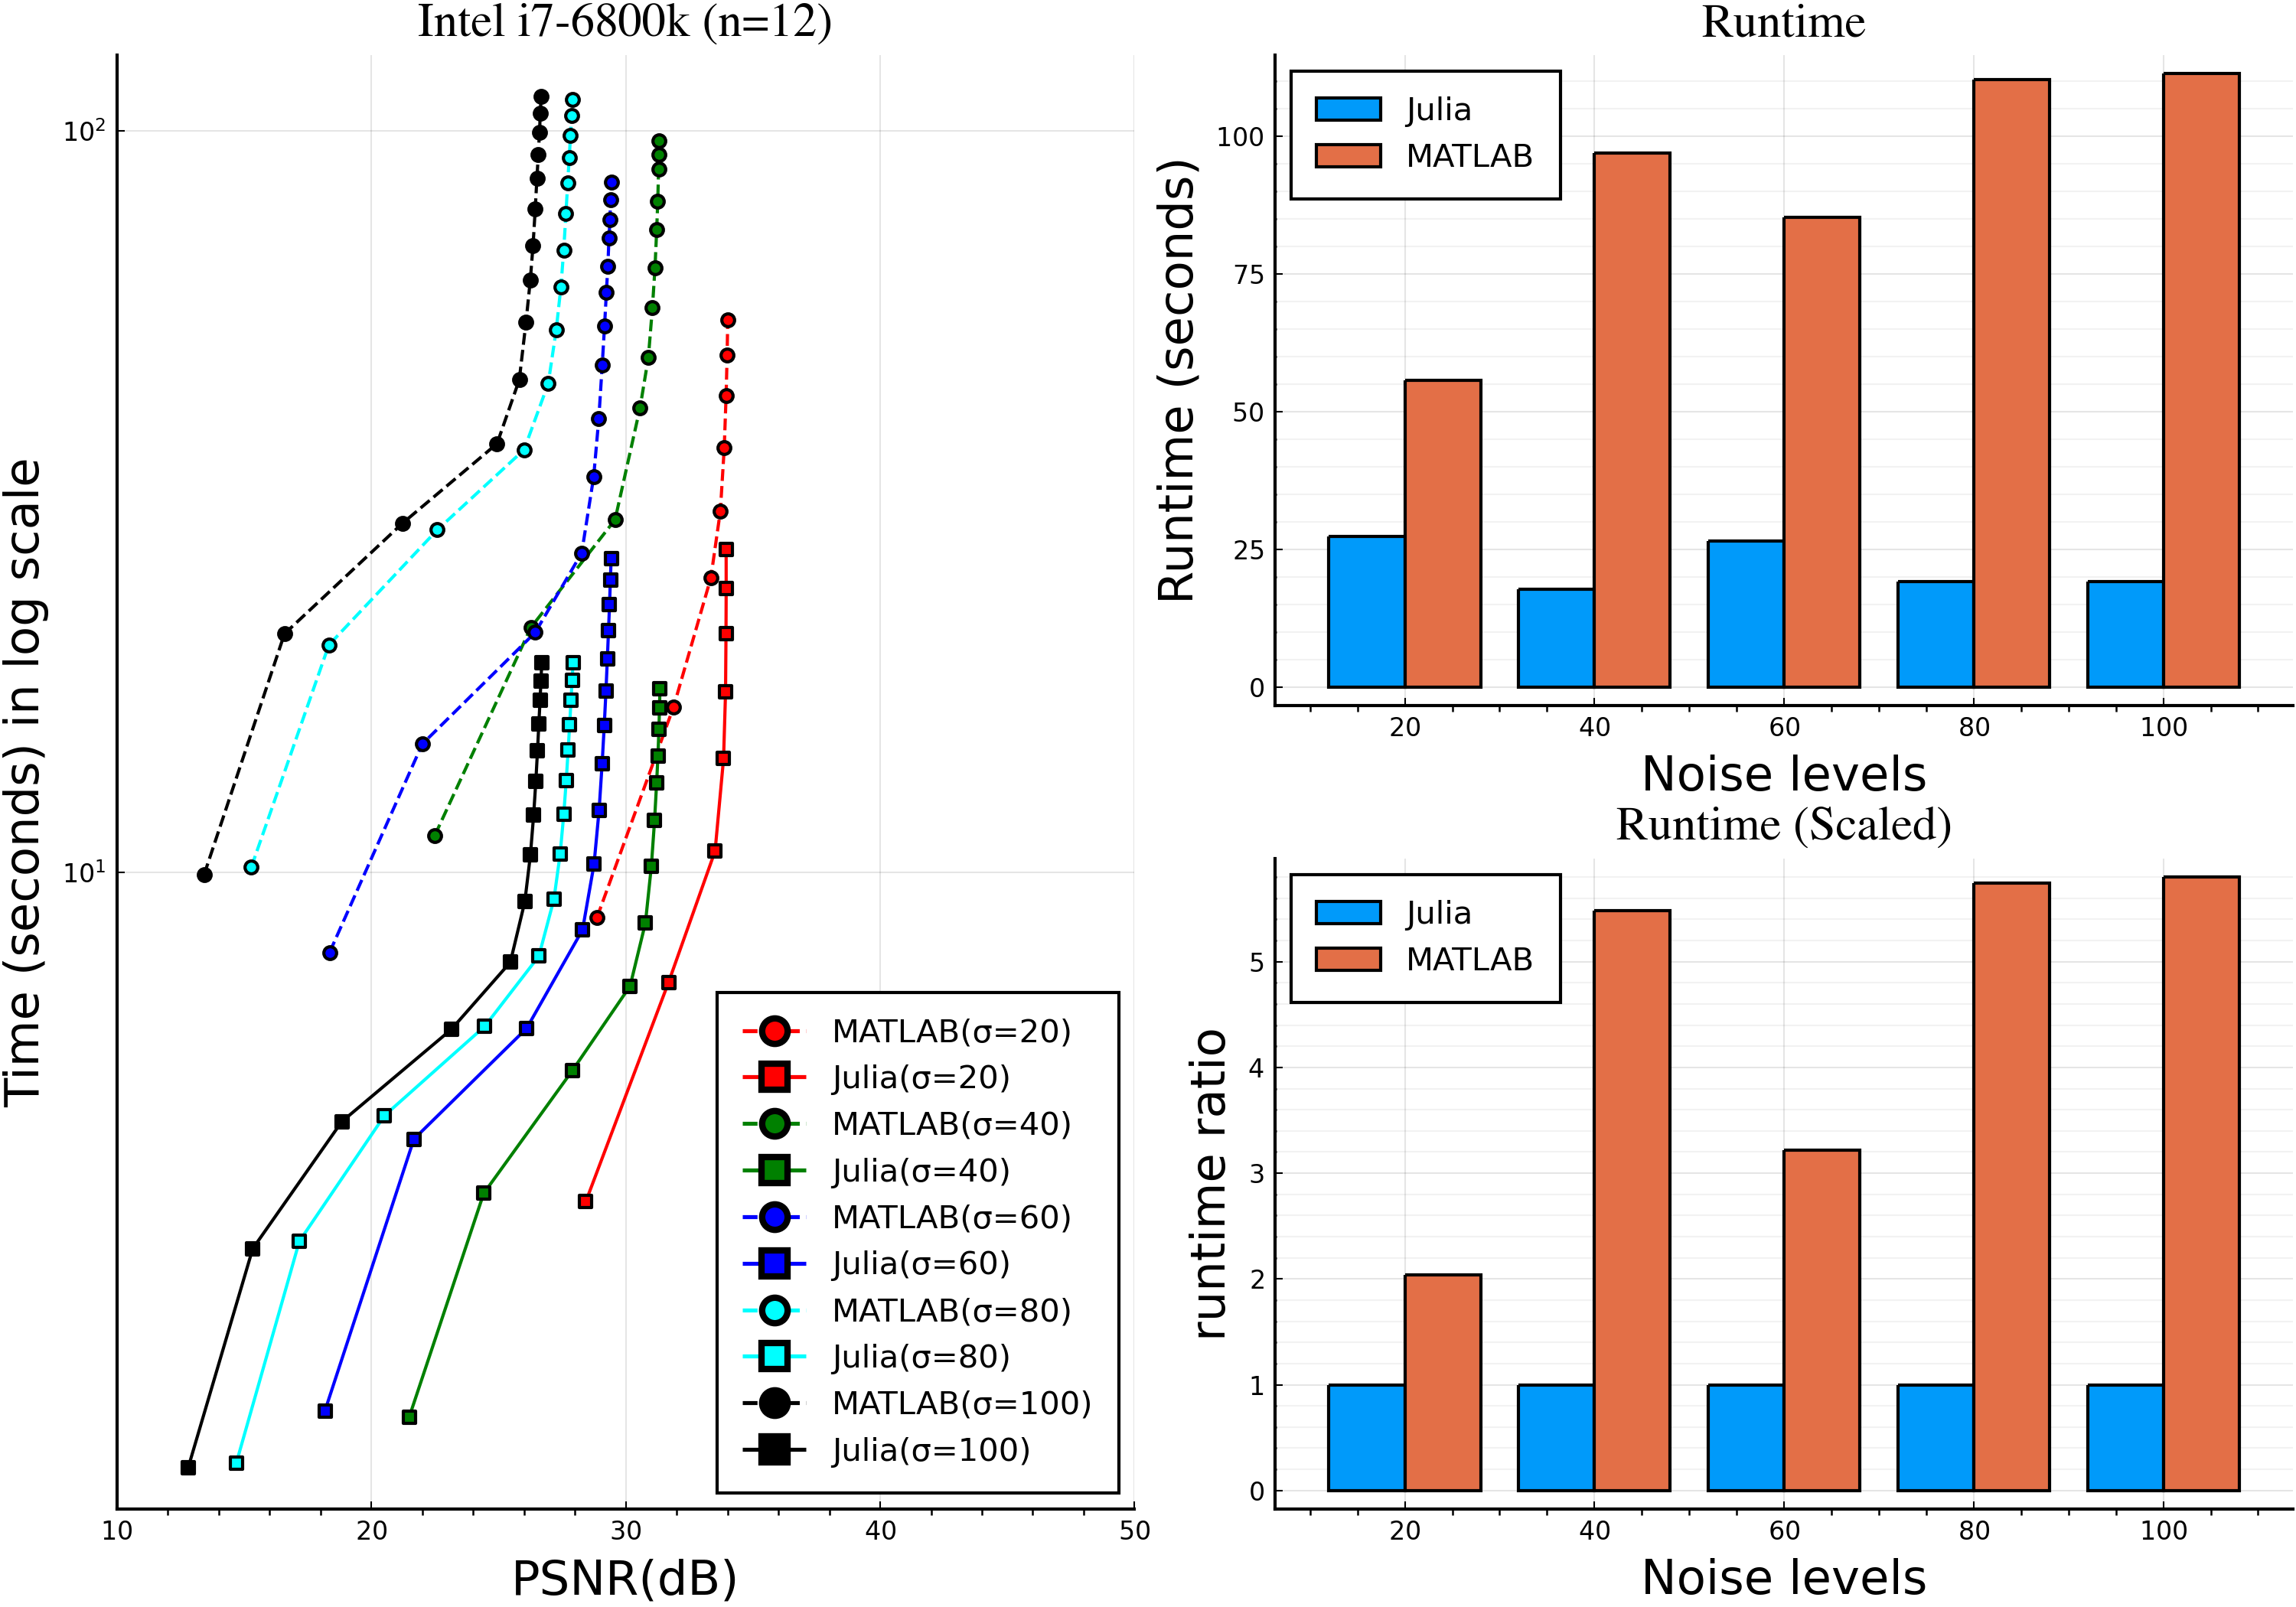 Intel i7-6800k (n=12)
Time (seconds) in log scale
10²
10¹
10 20 30 40 50
PSNR(dB)
MATLAB(σ=20)
Julia(σ=20)
MATLAB(σ=40)
Julia(σ=40)
MATLAB(σ=60)
Julia(σ=60)
MATLAB(σ=80)
Julia(σ=80)
MATLAB(σ=100)
Julia(σ=100)
Runtime
Runtime (seconds)
100
75
50
25
0
Julia
MATLAB
20 40 60 80 100
Noise levels
Runtime (Scaled)
runtime ratio
5
4
3
2
1
0
Julia
MATLAB
20 40 60 80 100
Noise levels